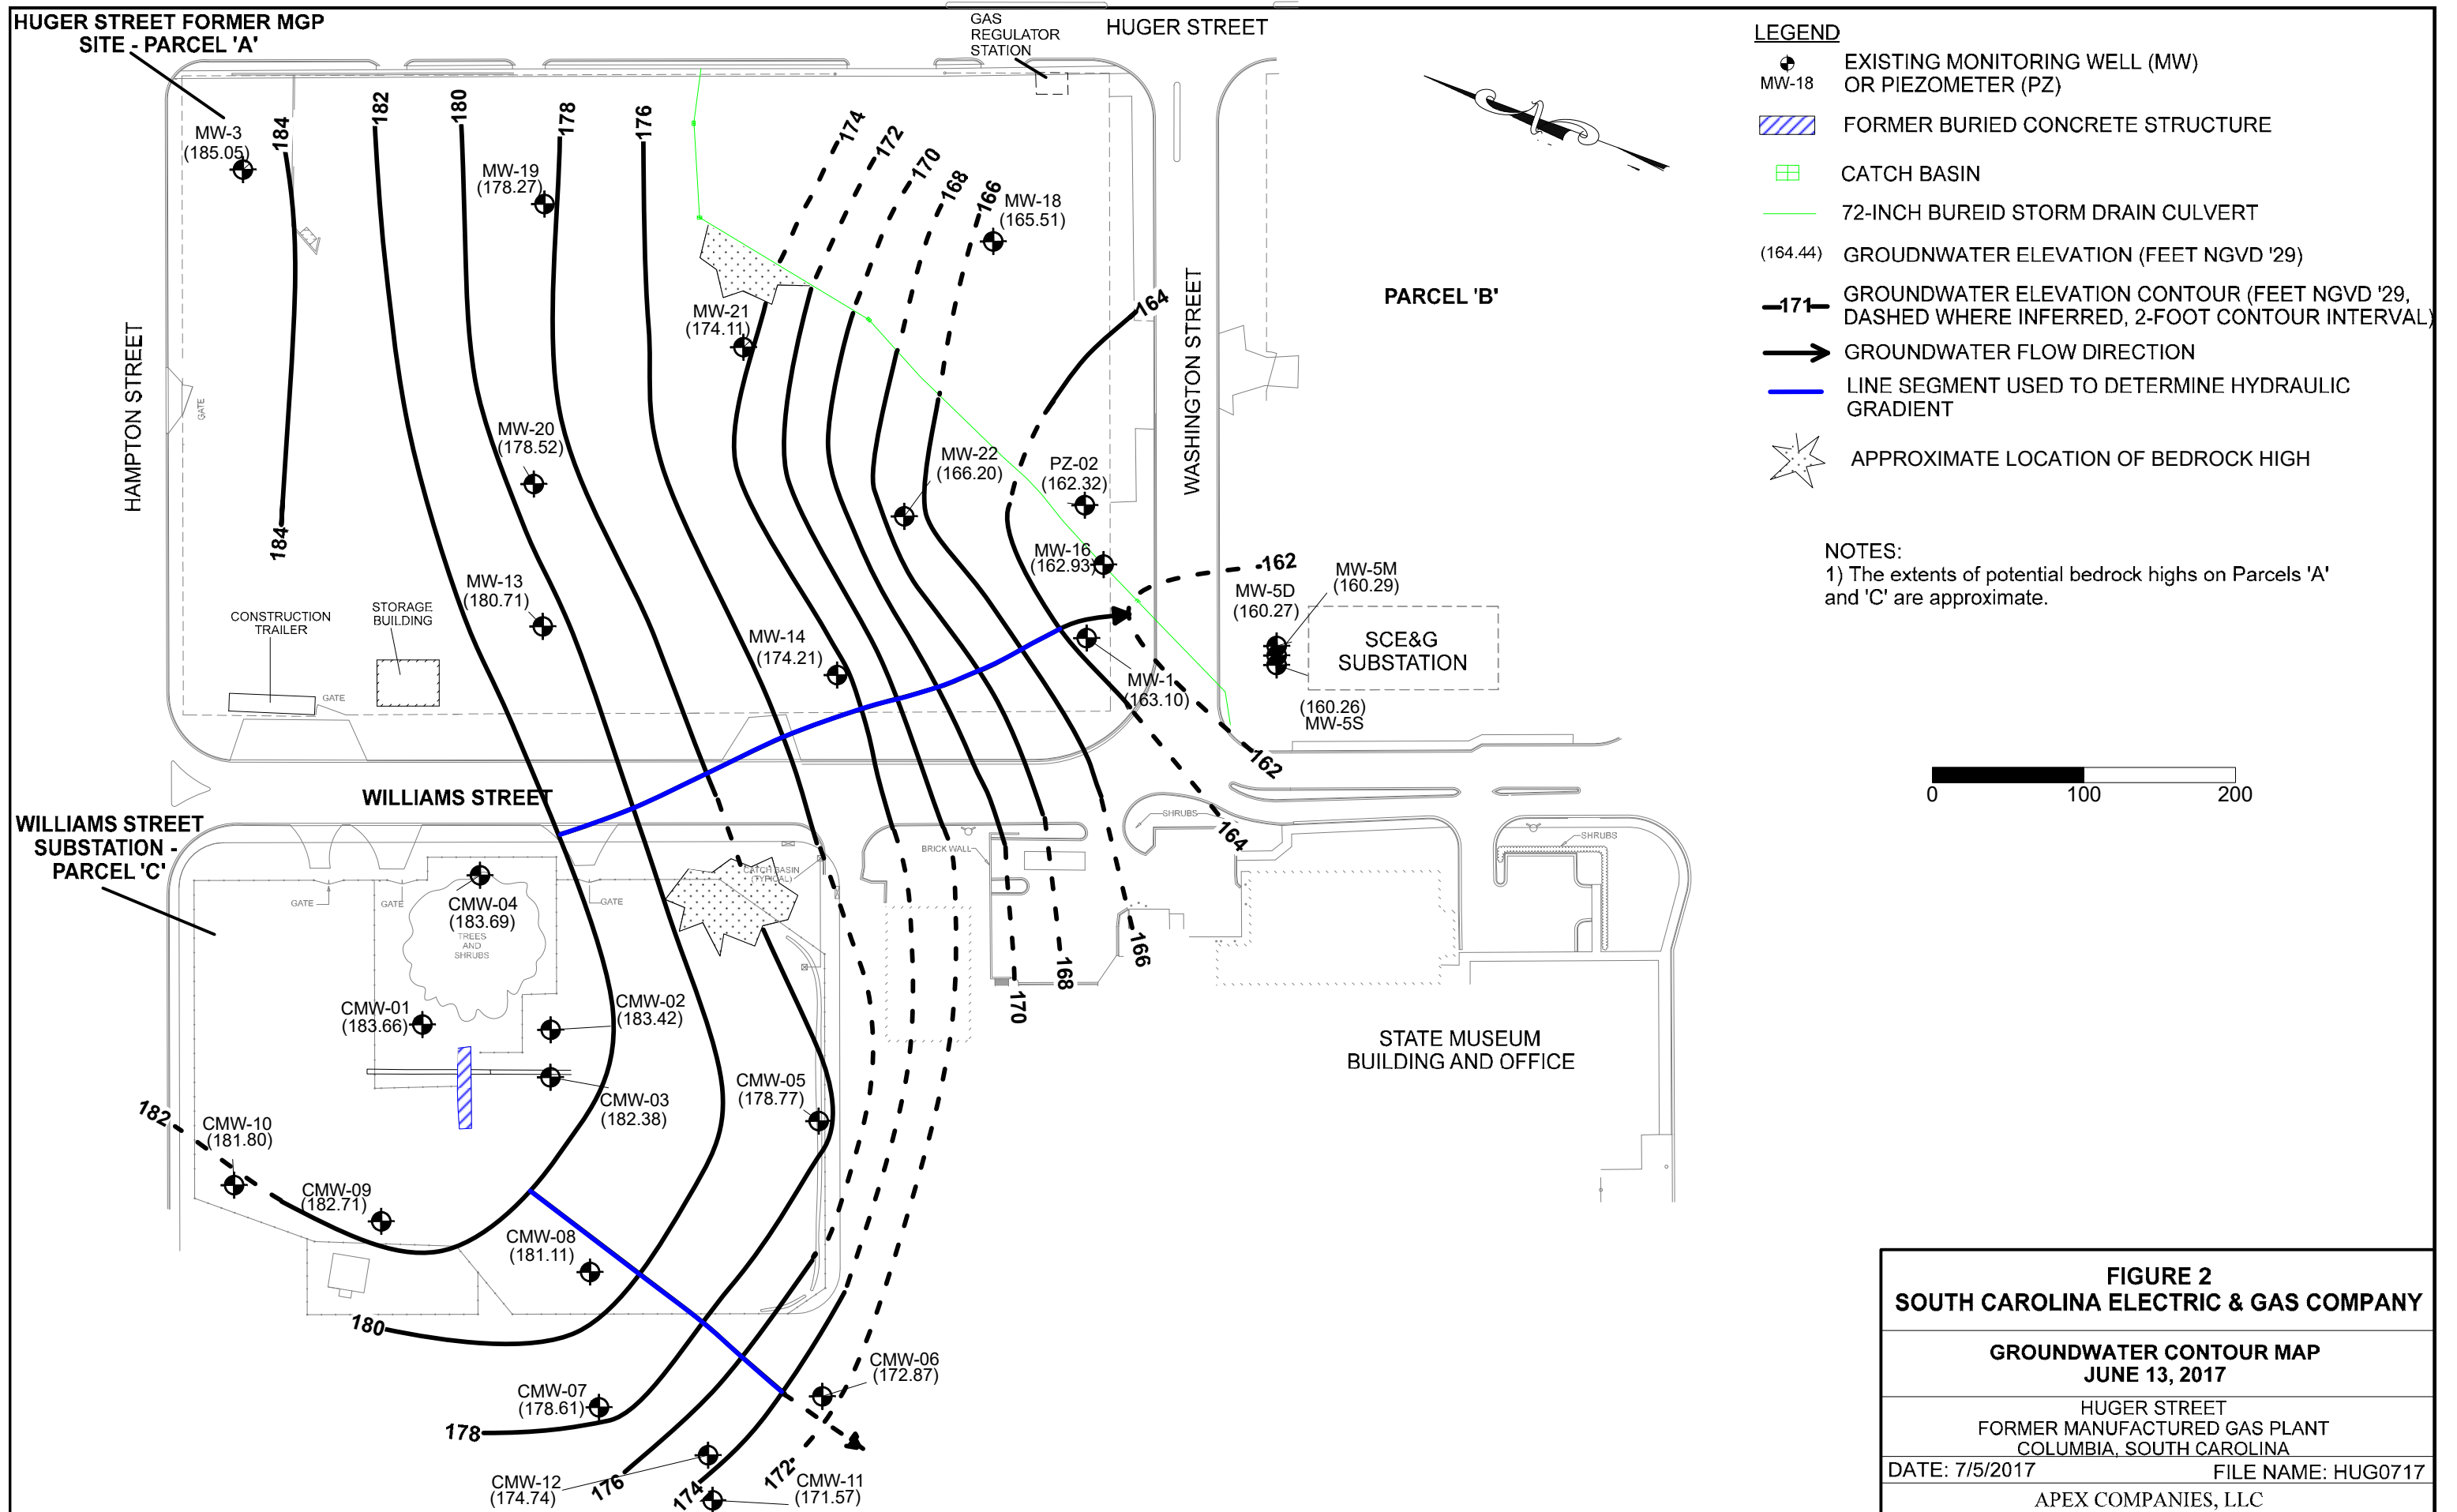 HUGER STREET FORMER MGP
SITE - PARCEL 'A'
GAS
REGULATOR
STATION
HUGER STREET
LEGEND
MW-18
EXISTING MONITORING WELL (MW)
OR PIEZOMETER (PZ)
FORMER BURIED CONCRETE STRUCTURE
CATCH BASIN
72-INCH BUREID STORM DRAIN CULVERT
(164.44)
GROUDNWATER ELEVATION (FEET NGVD '29)
171
GROUNDWATER ELEVATION CONTOUR (FEET NGVD '29,
DASHED WHERE INFERRED, 2-FOOT CONTOUR INTERVAL)
GROUNDWATER FLOW DIRECTION
LINE SEGMENT USED TO DETERMINE HYDRAULIC
GRADIENT
APPROXIMATE LOCATION OF BEDROCK HIGH
NOTES:
1) The extents of potential bedrock highs on Parcels 'A'
and 'C' are approximate.
0 100 200
N
184
182
180
178
176
174
172
170
168
166
164
MW-3
(185.05)
MW-19
(178.27)
MW-18
(165.51)
MW-21
(174.11)
PARCEL 'B'
HAMPTON STREET
WASHINGTON STREET
GATE
MW-20
(178.52)
MW-22
(166.20)
PZ-02
(162.32)
184
MW-16
(162.93)
162
MW-5M
(160.29)
MW-5D
(160.27)
MW-13
(180.71)
CONSTRUCTION
TRAILER
STORAGE
BUILDING
GATE
MW-14
(174.21)
SCE&G
SUBSTATION
MW-1
(163.10)
(160.26)
MW-5S
162
WILLIAMS STREET
WILLIAMS STREET
SUBSTATION -
PARCEL 'C'
SHRUBS
164
SHRUBS
BRICK WALL
CATCH BASIN
(TYPICAL)
GATE
GATE
GATE
CMW-04
(183.69)
TREES
AND
SHRUBS
166
168
170
CMW-01
(183.66)
CMW-02
(183.42)
STATE MUSEUM
BUILDING AND OFFICE
CMW-05
(178.77)
CMW-03
(182.38)
182
CMW-10
(181.80)
CMW-09
(182.71)
CMW-08
(181.11)
180
CMW-06
(172.87)
CMW-07
(178.61)
178
CMW-12
(174.74)
176
174
172
CMW-11
(171.57)
FIGURE 2
SOUTH CAROLINA ELECTRIC & GAS COMPANY
GROUNDWATER CONTOUR MAP
JUNE 13, 2017
HUGER STREET
FORMER MANUFACTURED GAS PLANT
COLUMBIA, SOUTH CAROLINA
DATE: 7/5/2017 FILE NAME: HUG0717
APEX COMPANIES, LLC